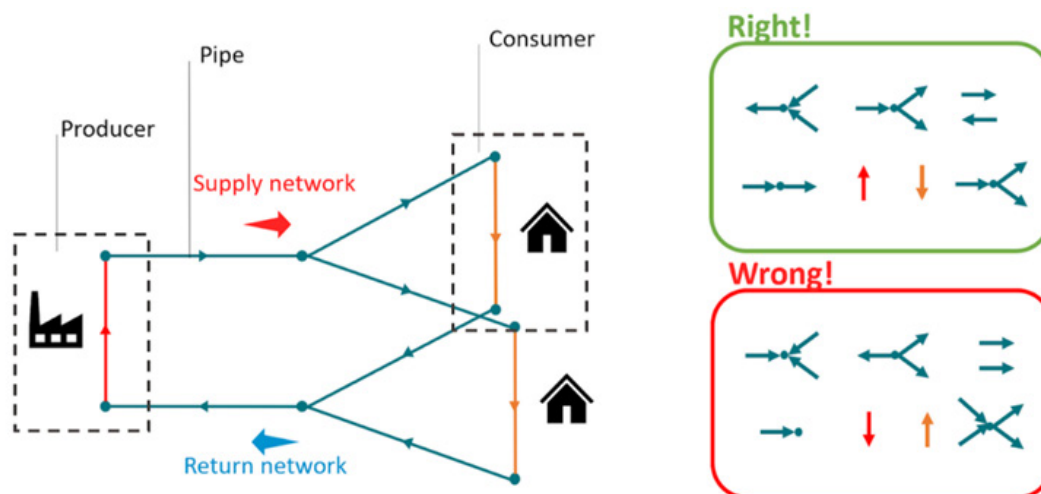 Consumer
Pipe
Producer
Supply network
Return network
Right!
Wrong!